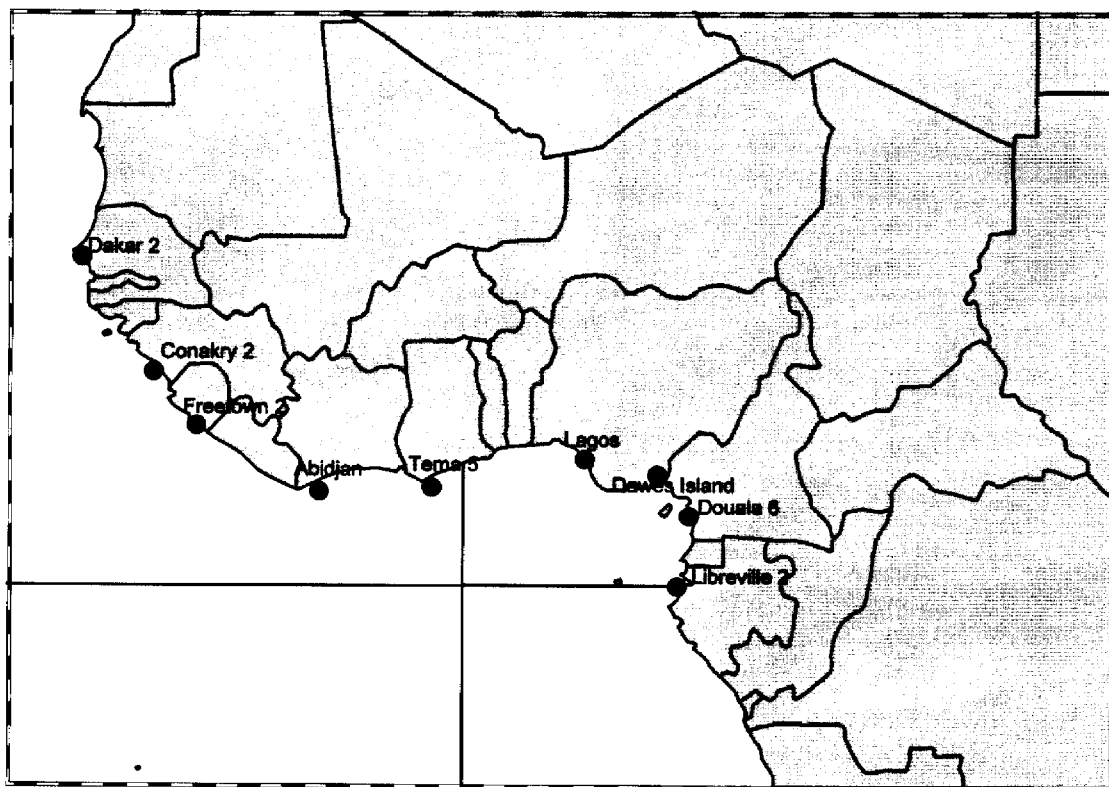 Dakar 2
Conakry 2
Freetown 2
Abidjan
Tema 5
Lagos
Dawes Island
Douala 6
Libreville 2